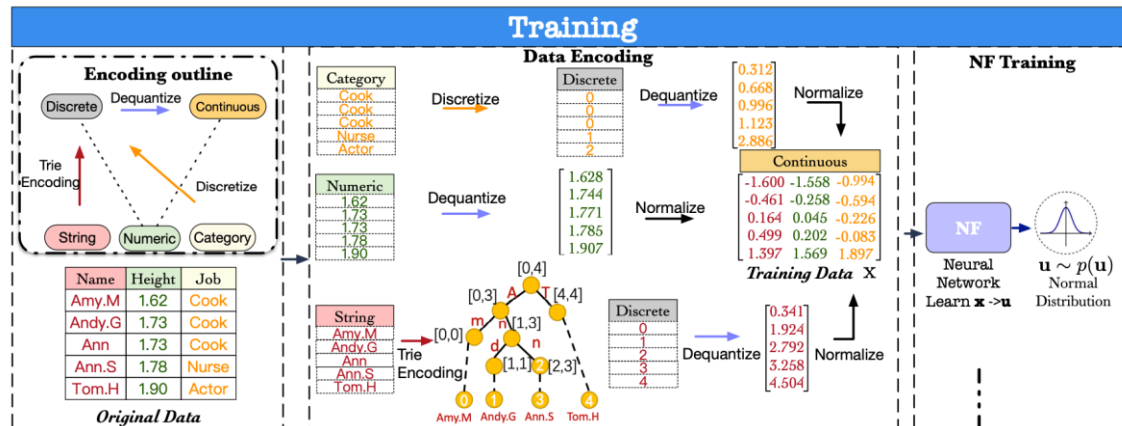 Training
Encoding outline
Discrete
Dequantize
Continuous
Trie
Encoding
Discretize
String
Numeric
Category
Name Height Job
Amy.M 1.62 Cook
Andy.G 1.73 Cook
Ann 1.73 Cook
Ann.S 1.78 Nurse
Tom.H 1.90 Actor
Original Data
Data Encoding
Category
Cook
Cook
Cook
Nurse
Actor
Discretize
Discrete
0
0
0
1
2
Dequantize
0.312
0.668
0.996
1.123
2.886
Normalize
Numeric
1.62
1.73
1.73
1.78
1.90
Dequantize
1.628
1.744
1.771
1.785
1.907
Normalize
Continuous
-1.600 -1.558 -0.994
-0.461 -0.258 -0.594
0.164 0.045 -0.226
0.499 0.202 -0.083
1.397 1.569 1.897
Training Data X
String
Amy.M
Andy.G
Ann
Ann.S
Tom.H
Trie
Encoding
[0,4]
A T
[0,3] [4,4]
m n
[0,0] [1,3]
d n
[1,1] 2 [2,3]
0 1 3 4
Amy.M Andy.G Ann.S Tom.H
Discrete
0
1
2
3
4
Dequantize
0.341
1.924
2.792
3.258
4.504
Normalize
NF Training
NF
Neural
Network
Learn x ->u
u ∼ p(u)
Normal
Distribution